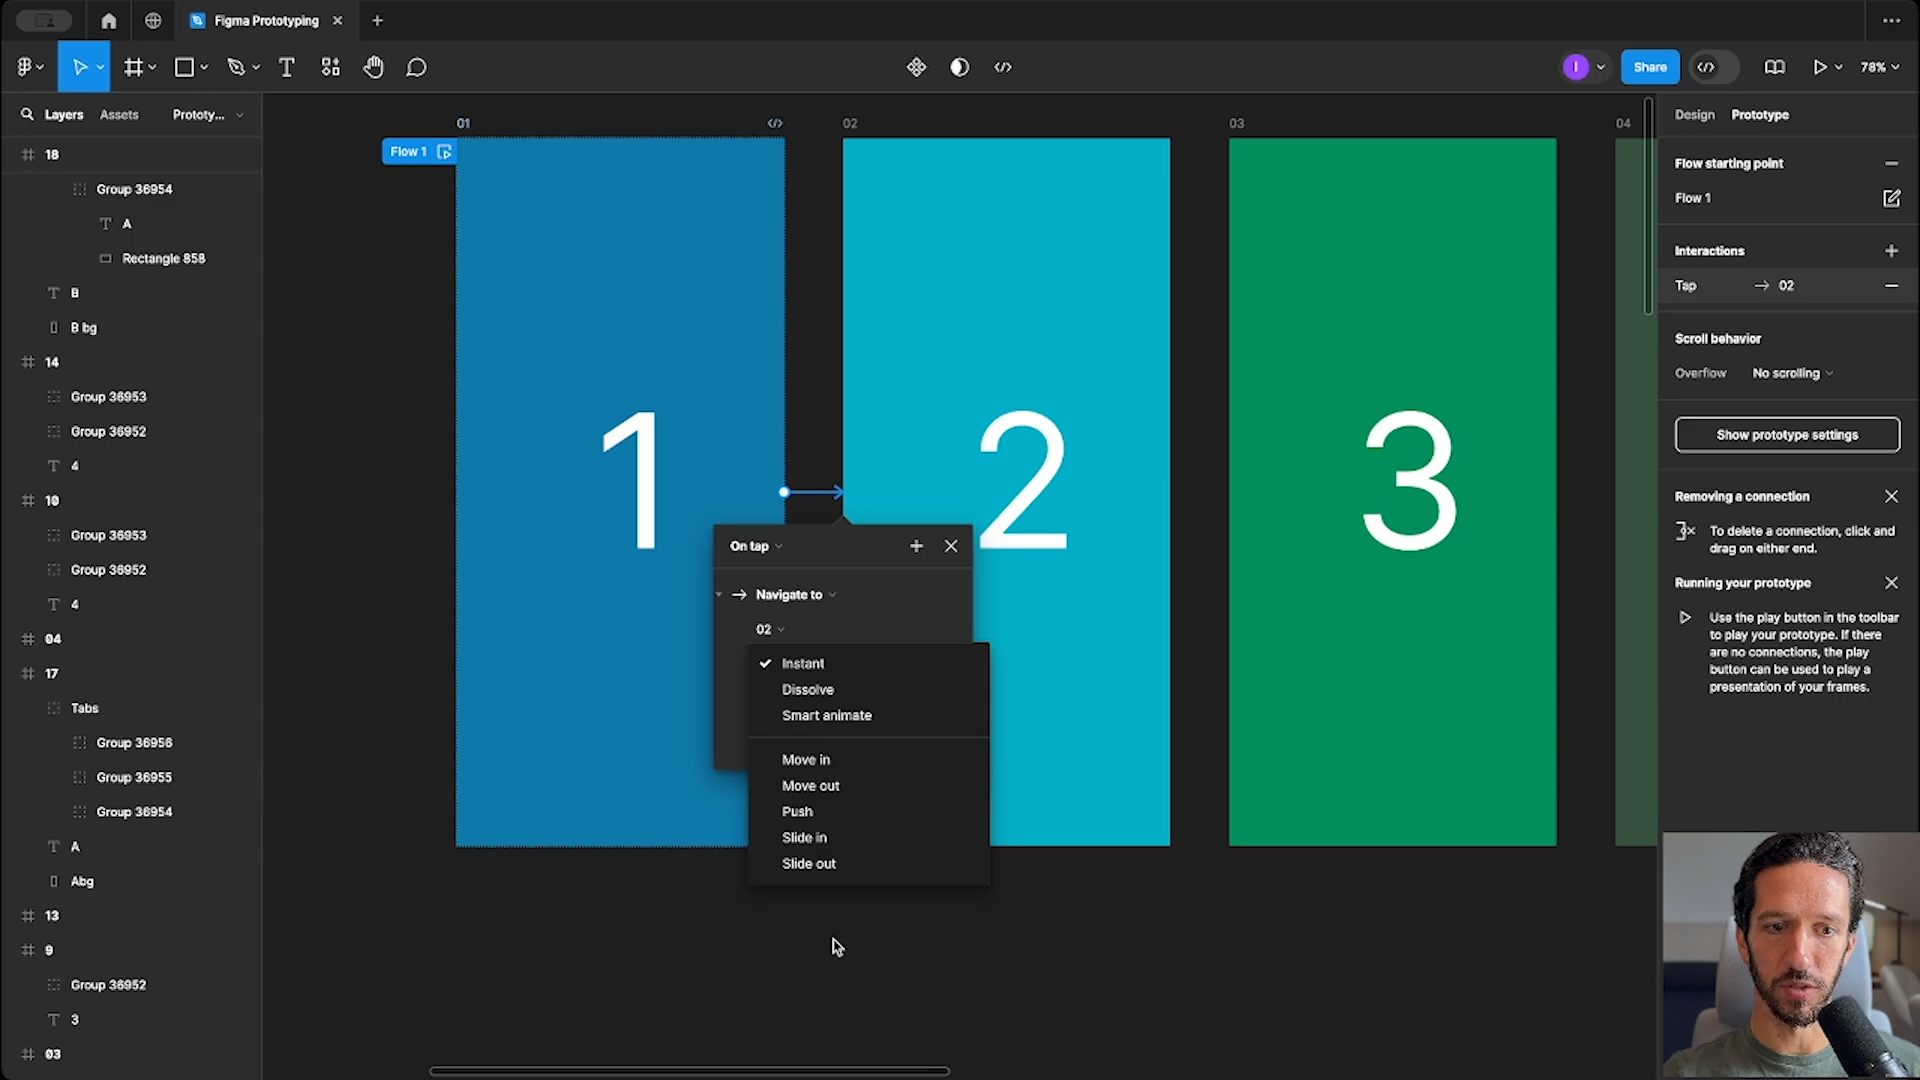 Figma Prototyping
Share
78%
Layers
Assets
Prototy...
18
Group 36954
A
Rectangle 858
B
B bg
14
Group 36953
Group 36952
4
10
Group 36953
Group 36952
4
04
17
Tabs
Group 36956
Group 36955
Group 36954
A
Abg
13
9
Group 36952
3
03
01
02
03
04
Flow 1
1
2
3
On tap
Navigate to
02
Instant
Dissolve
Smart animate
Move in
Move out
Push
Slide in
Slide out
Design
Prototype
Flow starting point
Flow 1
Interactions
Tap
02
Scroll behavior
Overflow
No scrolling
Show prototype settings
Removing a connection
To delete a connection, click and
drag on either end.
Running your prototype
Use the play button in the toolbar
to play your prototype. If there
are no connections, the play
button can be used to play a
presentation of your frames.